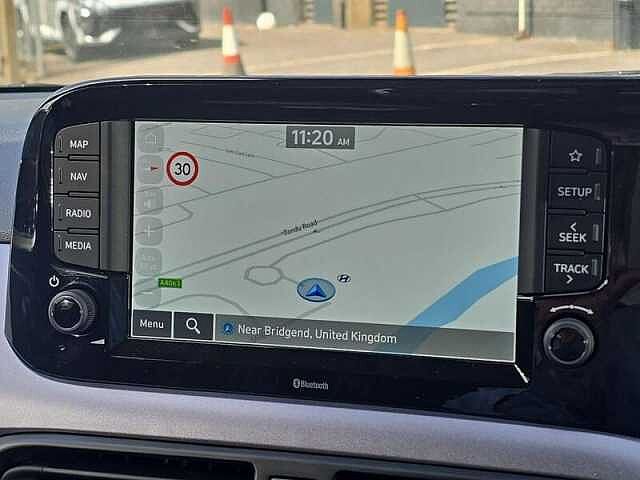 MAP
NAV
RADIO
MEDIA
11:20 AM
30
Bandu Road
A4063
Menu
Near Bridgend, United Kingdom
SETUP
< SEEK
TRACK >
Bluetooth